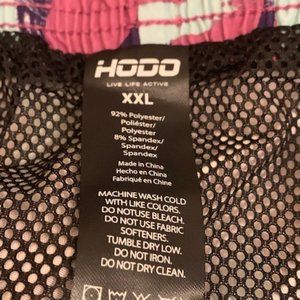 HODO
LIVE LIFE ACTIVE
XXL
92% Polyester/
Poliéster/
Polyester
8% Spandex/
Spandex/
Spandex
Made in China
Hecho en China
Fabriqué en Chine
MACHINE WASH COLD
WITH LIKE COLORS.
DO NOTUSE BLEACH.
DO NOT USE FABRIC
SOFTENERS.
TUMBLE DRY LOW.
DO NOT IRON.
DO NOT DRY CLEAN.